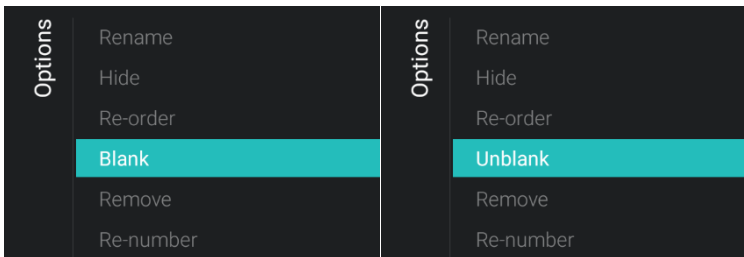 Options
Rename
Hide
Re-order
Blank
Remove
Re-number
Options
Rename
Hide
Re-order
Unblank
Remove
Re-number